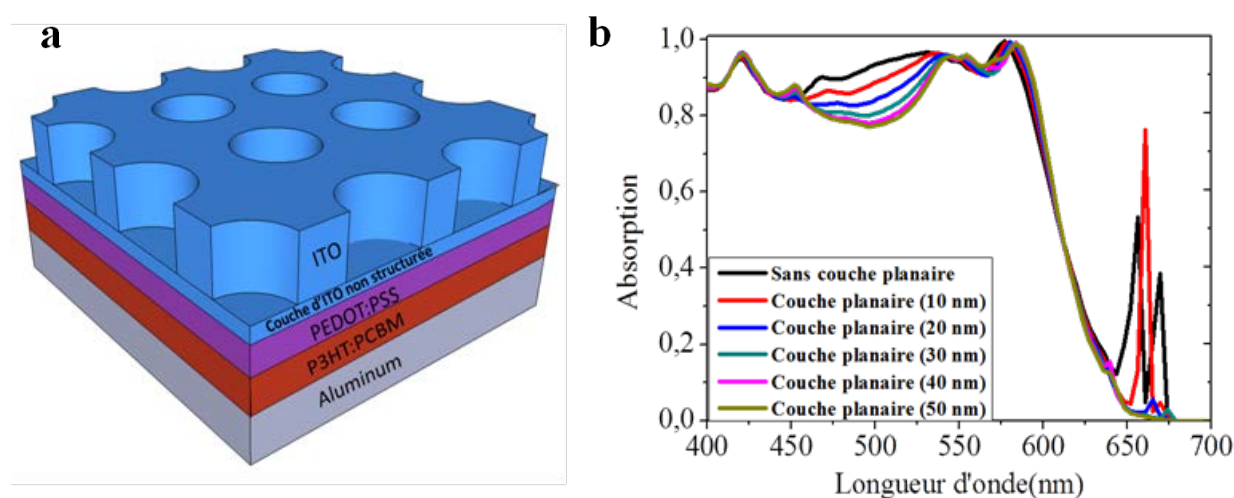 a
ITO
Couche d'ITO non structurée
PEDOT:PSS
P3HT:PCBM
Aluminum
b
Absorption
1,0
0,8
0,6
0,4
0,2
0,0
Sans couche planaire
Couche planaire (10 nm)
Couche planaire (20 nm)
Couche planaire (30 nm)
Couche planaire (40 nm)
Couche planaire (50 nm)
400 450 500 550 600 650 700
Longueur d'onde(nm)